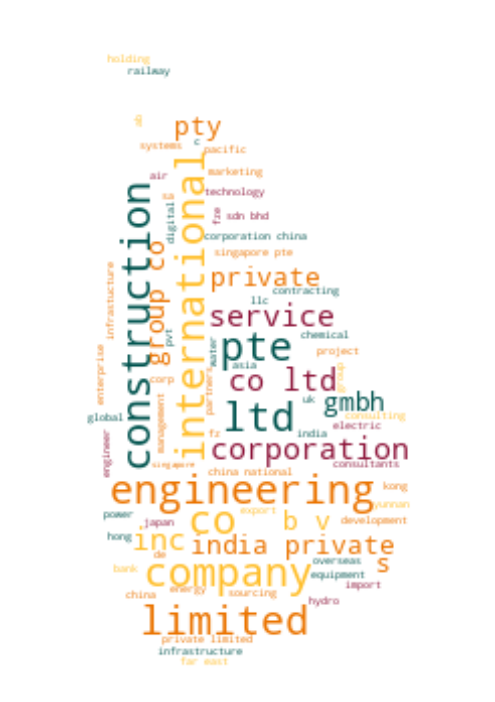 holding
railway
ab
pty
c
systems
pacific
air
marketing
sa
technology
construction
international
digital
fze
sdn bhd
corporation china
group co
singapore pte
infrastucture
private
contracting
llc
service
pvt
water
pte
chemical
project
enterprise
asia
corp
co ltd
group
partners
management
uk
gmbh
global
ltd
consulting
electric
fz
india
engineer
corporation
singapore
consultants
china national
engineering
kong
power
co
export
yunnan
japan
b v
development
hong
inc
india private
de
overseas
s
bank
company
equipment
import
china
energy
sourcing
hydro
limited
private limited
infrastructure
far east